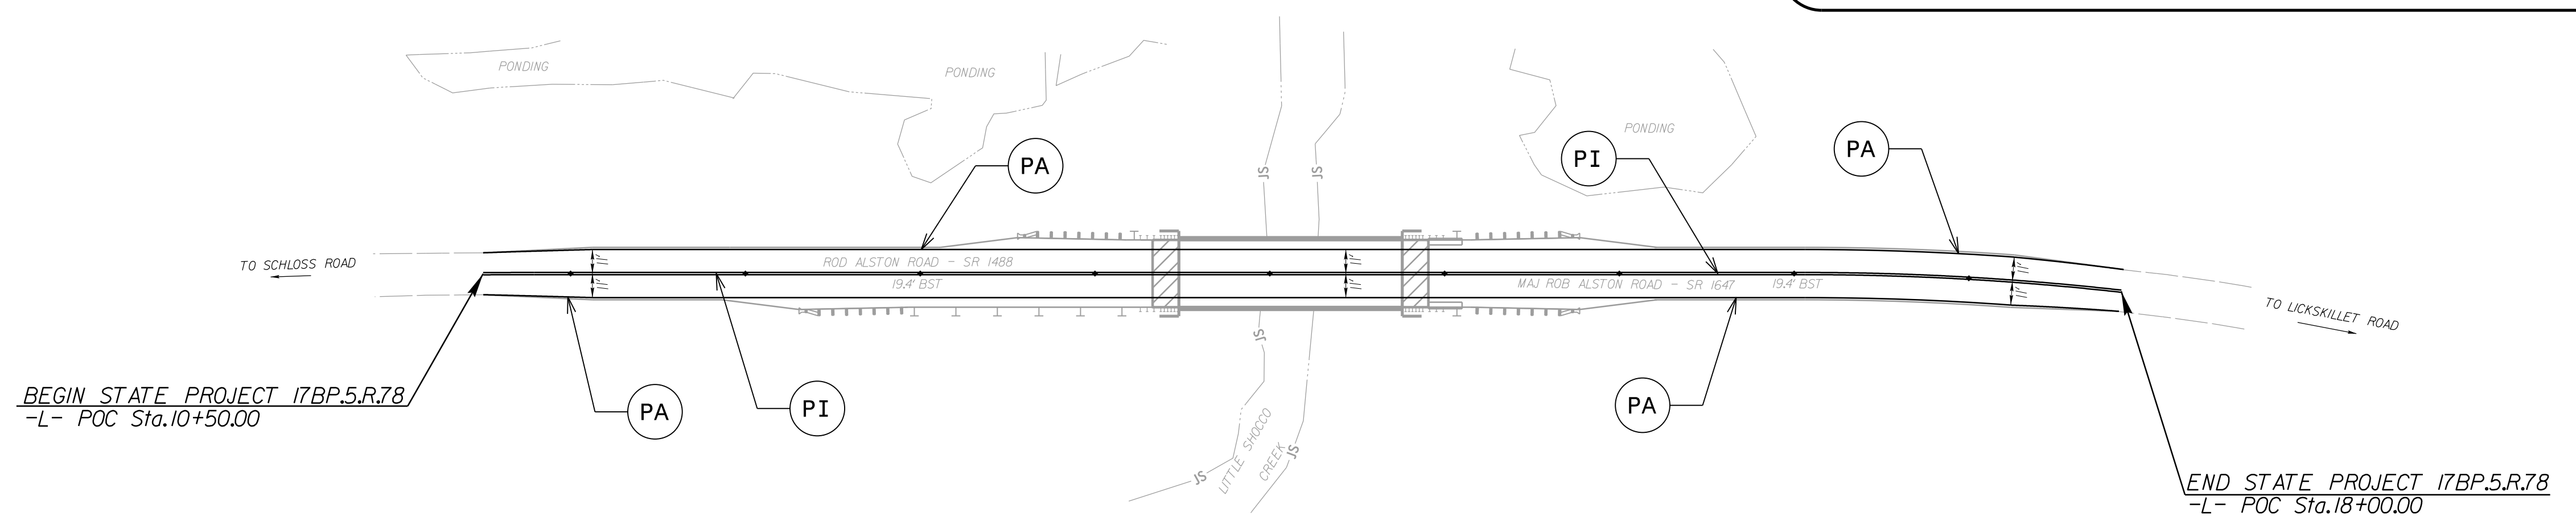 PONDING
PONDING
PONDING
PA
PI
PA
TO SCHLOSS ROAD
ROD ALSTON ROAD - SR 1488
19.4' BST
MAJ ROB ALSTON ROAD - SR 1647
19.4' BST
11'
11'
11'
11'
11'
11'
JS
JS
JS
JS
JS
LITTLE SHOCCO
CREEK
TO LICKSKILLET ROAD
BEGIN STATE PROJECT 17BP.5.R.78
-L- POC Sta.10+50.00
PA
PI
PA
END STATE PROJECT 17BP.5.R.78
-L- POC Sta.18+00.00